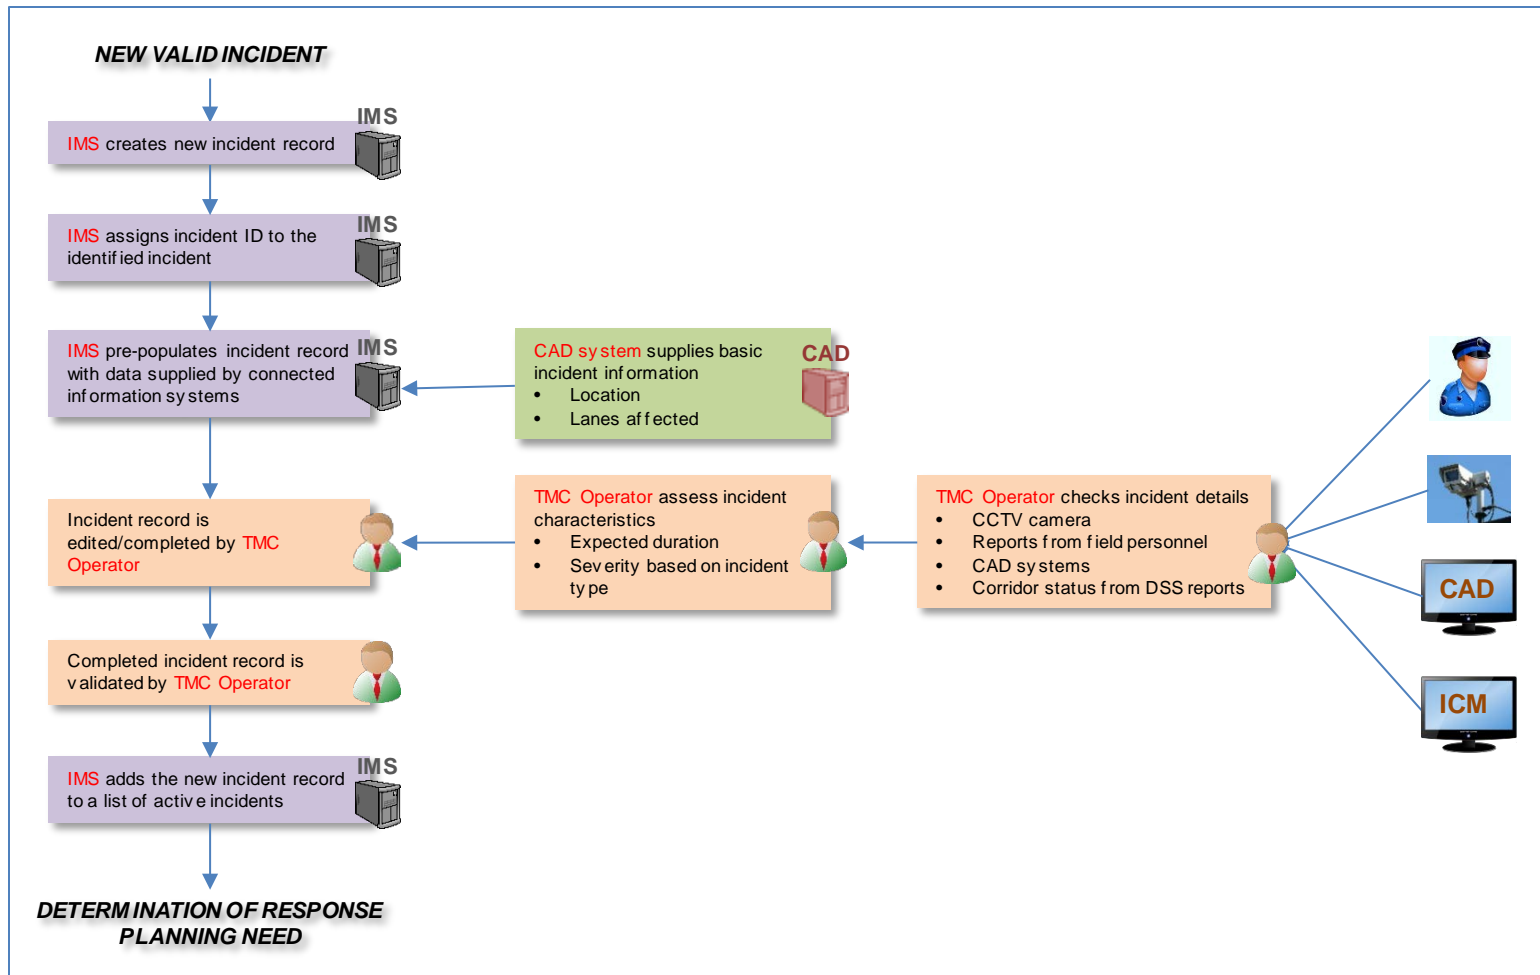 NEW VALID INCIDENT
IMS
IMS creates new incident record
IMS
IMS assigns incident ID to the
identified incident
IMS
IMS pre-populates incident record
with data supplied by connected
information systems
CAD
CAD system supplies basic
incident information
• Location
• Lanes affected
Incident record is
edited/completed by TMC
Operator
TMC Operator assess incident
characteristics
• Expected duration
• Severity based on incident
type
TMC Operator checks incident details
• CCTV camera
• Reports from field personnel
• CAD systems
• Corridor status from DSS reports
CAD
ICM
Completed incident record is
validated by TMC Operator
IMS
IMS adds the new incident record
to a list of active incidents
DETERMINATION OF RESPONSE
PLANNING NEED